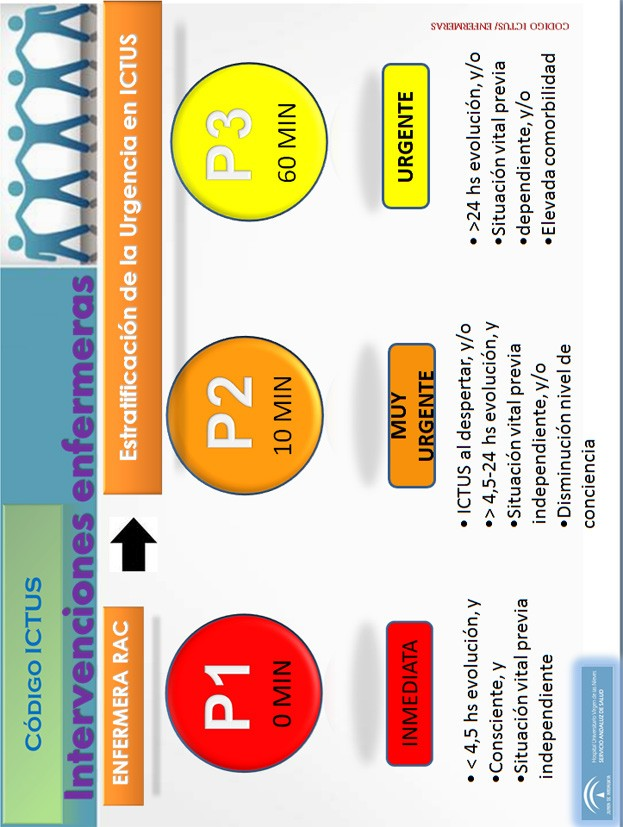 CÓDIGO ICTUS
Intervenciones enfermeras
ENFERMERA RAC
Estratificación de la Urgencia en ICTUS
P1
0 MIN
INMEDIATA
• < 4,5 hs evolución, y
•Consciente, y
•Situación vital previa
independiente
P2
10 MIN
MUY
URGENTE
• ICTUS al despertar, y/o
•> 4,5-24 hs evolución, y
•Situación vital previa
independiente, y/o
•Disminución nivel de
conciencia
P3
60 MIN
URGENTE
• >24 hs evolución, y/o
•Situación vital previa
•dependiente, y/o
•Elevada comorbilidad
CODIGO ICTUS/ ENFERMERAS
JUNTA DE ANDALUCIA
Hospital Universitario Virgen de las Nieves
SERVICIO ANDALUZ DE SALUD